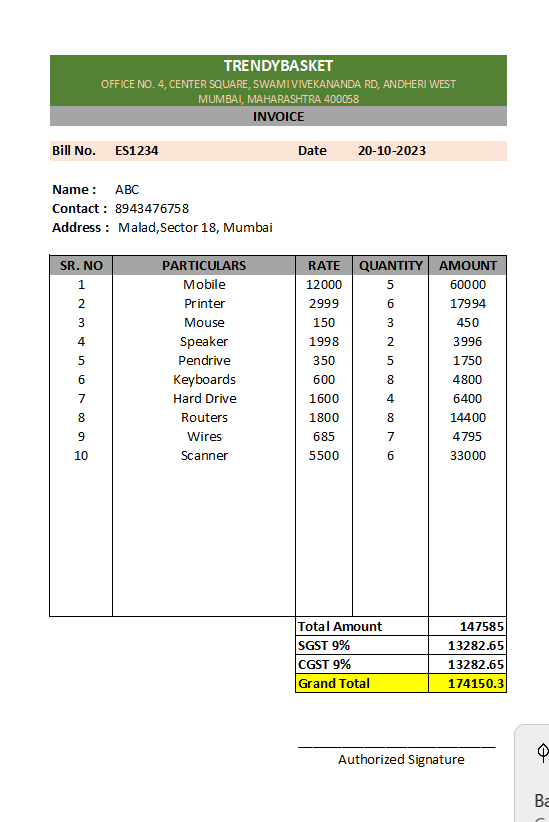 TRENDYBASKET
OFFICE NO. 4, CENTER SQUARE, SWAMI VIVEKANANDA RD, ANDHERI WEST
MUMBAI, MAHARASHTRA 400058
INVOICE
Bill No. ES1234 Date 20-10-2023
Name : ABC
Contact : 8943476758
Address : Malad,Sector 18, Mumbai
SR. NO PARTICULARS RATE QUANTITY AMOUNT
1 Mobile 12000 5 60000
2 Printer 2999 6 17994
3 Mouse 150 3 450
4 Speaker 1998 2 3996
5 Pendrive 350 5 1750
6 Keyboards 600 8 4800
7 Hard Drive 1600 4 6400
8 Routers 1800 8 14400
9 Wires 685 7 4795
10 Scanner 5500 6 33000
Total Amount 147585
SGST 9% 13282.65
CGST 9% 13282.65
Grand Total 174150.3
Authorized Signature